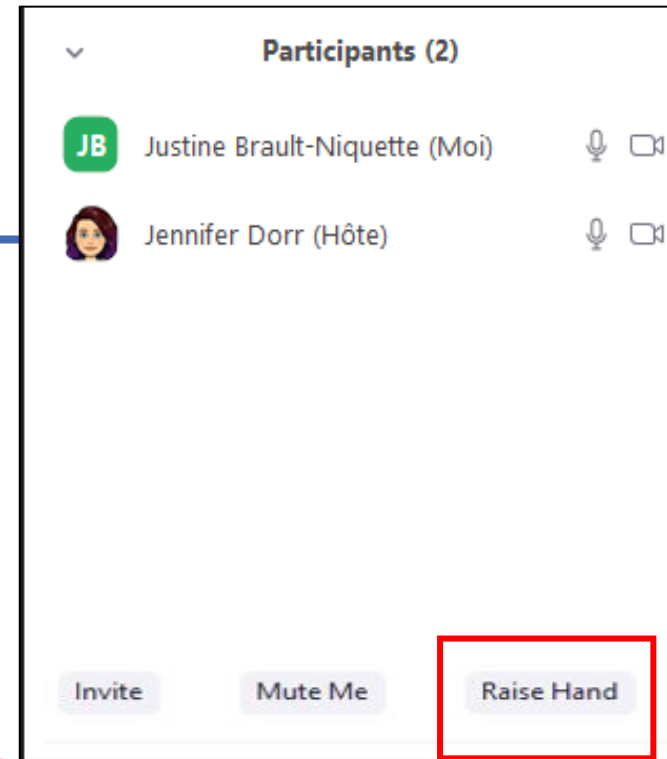 Participants (2)
JB Justine Brault-Niquette (Moi)
Jennifer Dorr (Hôte)
Invite Mute Me Raise Hand